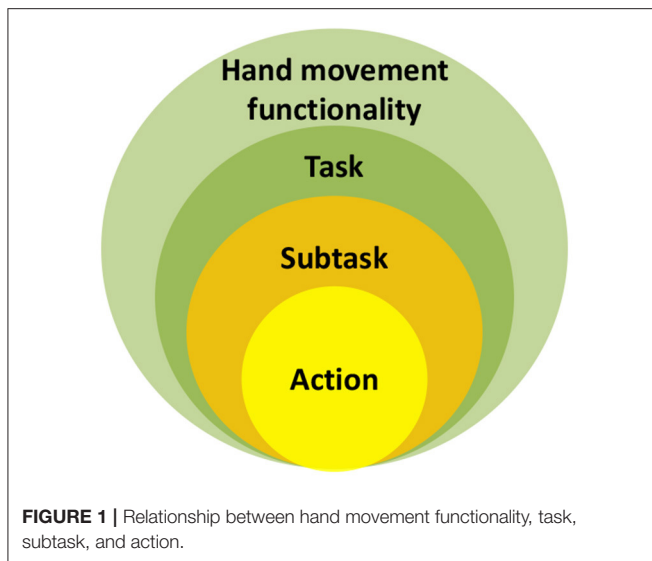 Hand movement
functionality
Task
Subtask
Action
FIGURE 1 | Relationship between hand movement functionality, task,
subtask, and action.